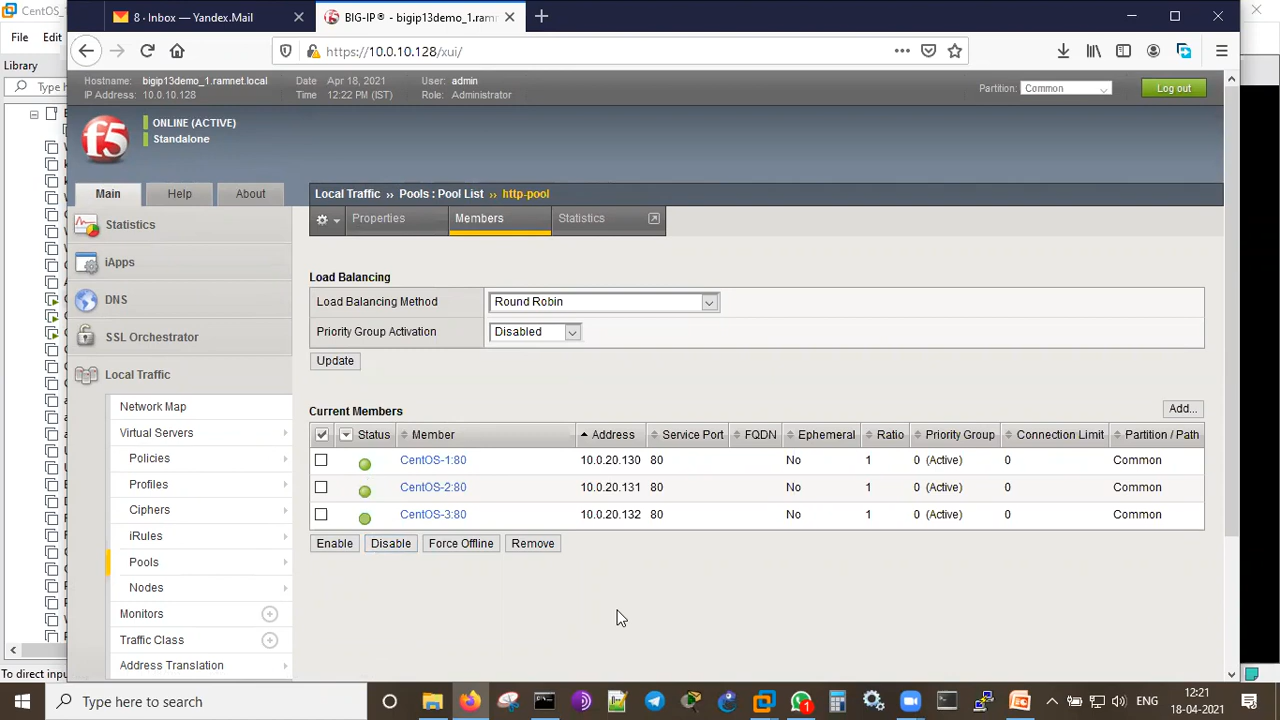 CentOS_
File
Edit
Library
Type h
To direct input
8 · Inbox — Yandex.Mail
BIG-IP® - bigip13demo_1.ramn
https://10.0.10.128/xui/
Hostname: bigip13demo_1.ramnet.local Date Apr 18, 2021 User: admin
IP Address: 10.0.10.128 Time 12:22 PM (IST) Role: Administrator
Partition: Common
Log out
f5
ONLINE (ACTIVE)
Standalone
Main Help About
Statistics
iApps
DNS
SSL Orchestrator
Local Traffic
Network Map
Virtual Servers
Policies
Profiles
Ciphers
iRules
Pools
Nodes
Monitors
Traffic Class
Address Translation
Local Traffic ›› Pools : Pool List ›› http-pool
Properties Members Statistics
Load Balancing
Load Balancing Method Round Robin
Priority Group Activation Disabled
Update
Current Members
Add...
Status Member Address Service Port FQDN Ephemeral Ratio Priority Group Connection Limit Partition / Path
CentOS-1:80 10.0.20.130 80 No 1 0 (Active) 0 Common
CentOS-2:80 10.0.20.131 80 No 1 0 (Active) 0 Common
CentOS-3:80 10.0.20.132 80 No 1 0 (Active) 0 Common
Enable Disable Force Offline Remove
Type here to search
1
ENG
12:21
18-04-2021